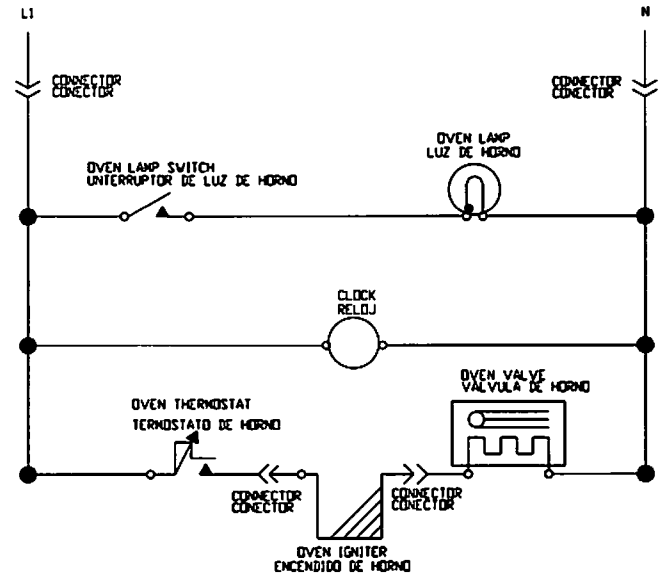 L1
N
CONNECTOR
CONECTOR
CONNECTOR
CONECTOR
OVEN LAMP SWITCH
UNTERRUPTOR DE LUZ DE HORNO
OVEN LAMP
LUZ DE HORNO
CLOCK
RELOJ
OVEN THERMOSTAT
TERMOSTATO DE HORNO
OVEN VALVE
VALVULA DE HORNO
CONNECTOR
CONECTOR
CONNECTOR
CONECTOR
OVEN IGNITER
ENCENDIDO DE HORNO